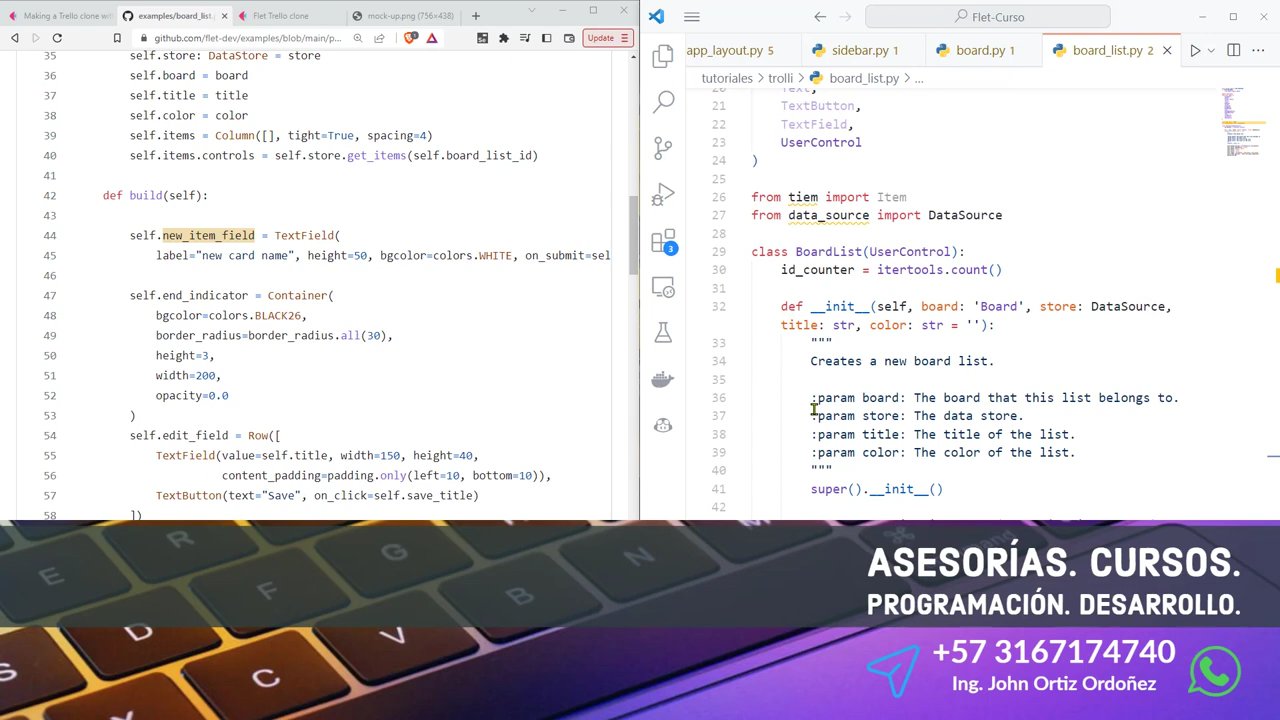 Making a Trello clone with
examples/board_list.
Flet Trello clone
mock-up.png (756×438)
github.com/flet-dev/examples/blob/main/p...
Update
35 self.store: DataStore = store
36 self.board = board
37 self.title = title
38 self.color = color
39 self.items = Column([], tight=True, spacing=4)
40 self.items.controls = self.store.get_items(self.board_list_id)
41
42 def build(self):
43
44 self.new_item_field = TextField(
45 label="new card name", height=50, bgcolor=colors.WHITE, on_submit=sel
46
47 self.end_indicator = Container(
48 bgcolor=colors.BLACK26,
49 border_radius=border_radius.all(30),
50 height=3,
51 width=200,
52 opacity=0.0
53 )
54 self.edit_field = Row([
55 TextField(value=self.title, width=150, height=40,
56 content_padding=padding.only(left=10, bottom=10)),
57 TextButton(text="Save", on_click=self.save_title)
58 ])
Flet-Curso
app_layout.py 5
sidebar.py 1
board.py 1
board_list.py 2
tutoriales > trolli > board_list.py > ...
20 Text,
21 TextButton,
22 TextField,
23 UserControl
24 )
25
26 from tiem import Item
27 from data_source import DataSource
28
29 class BoardList(UserControl):
30 id_counter = itertools.count()
31
32 def __init__(self, board: 'Board', store: DataSource,
title: str, color: str = ''):
33 """
34 Creates a new board list.
35
36 :param board: The board that this list belongs to.
37 :param store: The data store.
38 :param title: The title of the list.
39 :param color: The color of the list.
40 """
41 super().__init__()
42
3
ASESORÍAS. CURSOS.
PROGRAMACIÓN. DESARROLLO.
+57 3167174740
Ing. John Ortiz Ordoñez